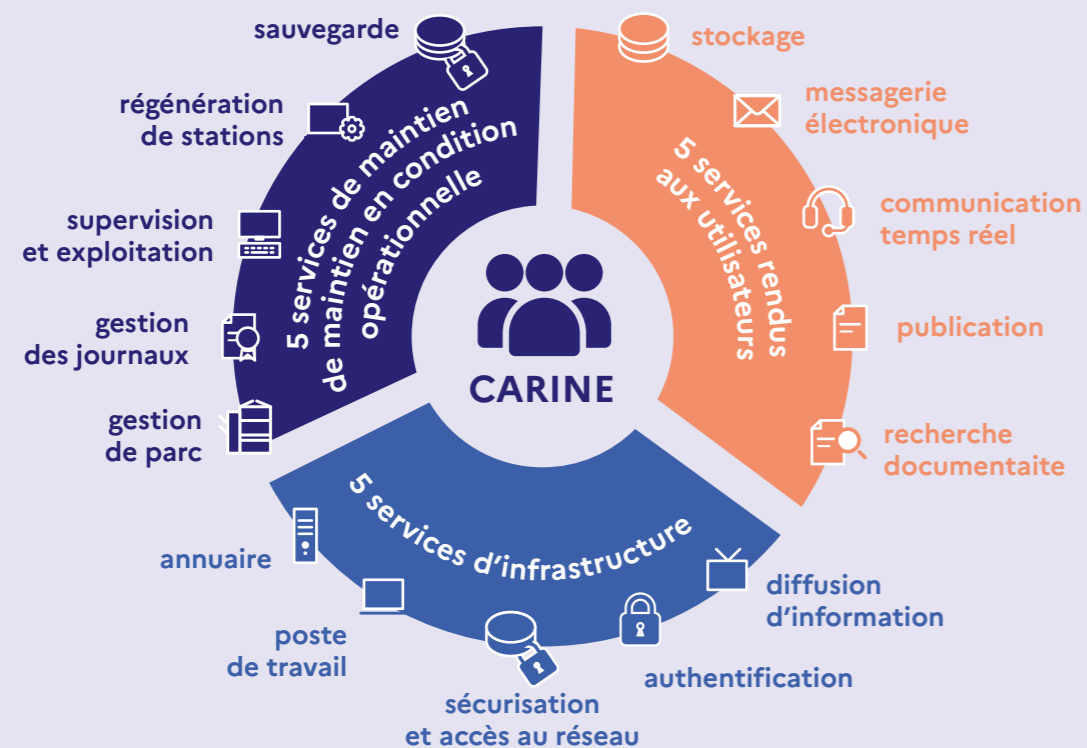 sauvegarde
régénération
de stations
supervision
et exploitation
gestion
des journaux
gestion
de parc
5 services de maintien
de maintien en condition
opérationnelle
stockage
messagerie
électronique
communication
temps réel
publication
recherche
documentaite
5 services rendus
aux utilisateurs
CARINE
5 services d'infrastructure
annuaire
poste
de travail
sécurisation
et accès au réseau
authentification
diffusion
d'information